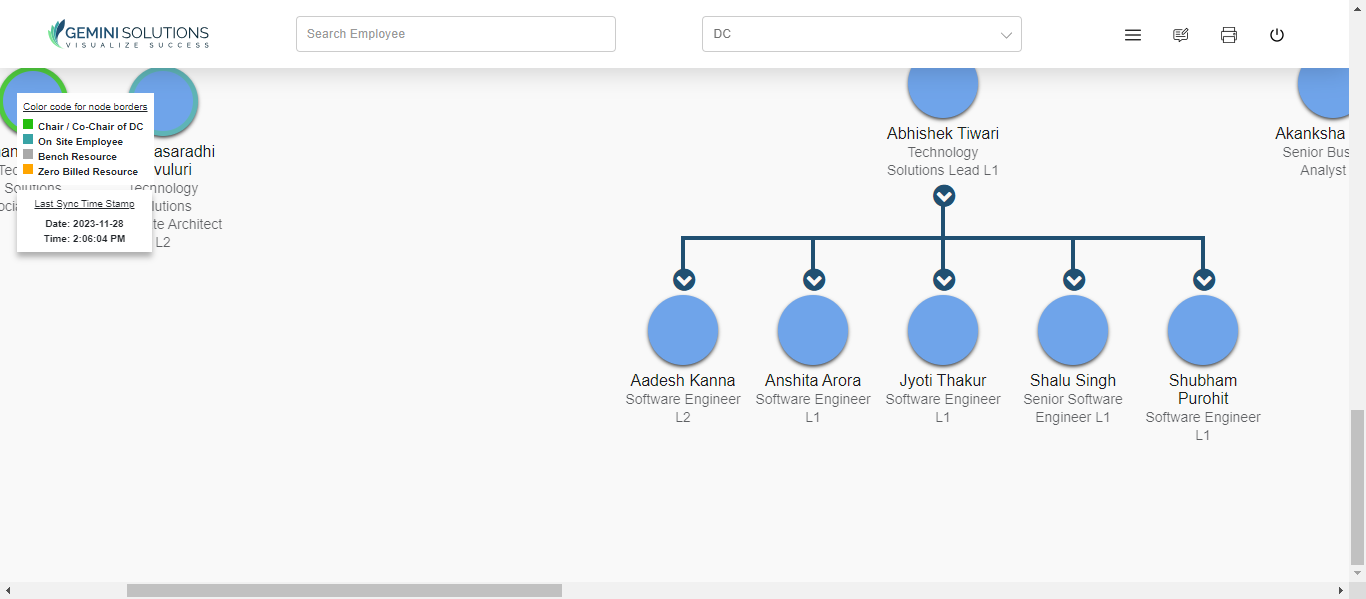 GEMINI SOLUTIONS
VISUALIZE SUCCESS
Search Employee
DC
Color code for node borders
Chair / Co-Chair of DC
On Site Employee
Bench Resource
Zero Billed Resource
Last Sync Time Stamp
Date: 2023-11-28
Time: 2:06:04 PM
asaradhi
vuluri
Technology
lutions
te Architect
L2
Solutions
Abhishek Tiwari
Technology
Solutions Lead L1
Akanksha
Senior Bus
Analyst
Aadesh Kanna
Software Engineer
L2
Anshita Arora
Software Engineer
L1
Jyoti Thakur
Software Engineer
L1
Shalu Singh
Senior Software
Engineer L1
Shubham
Purohit
Software Engineer
L1